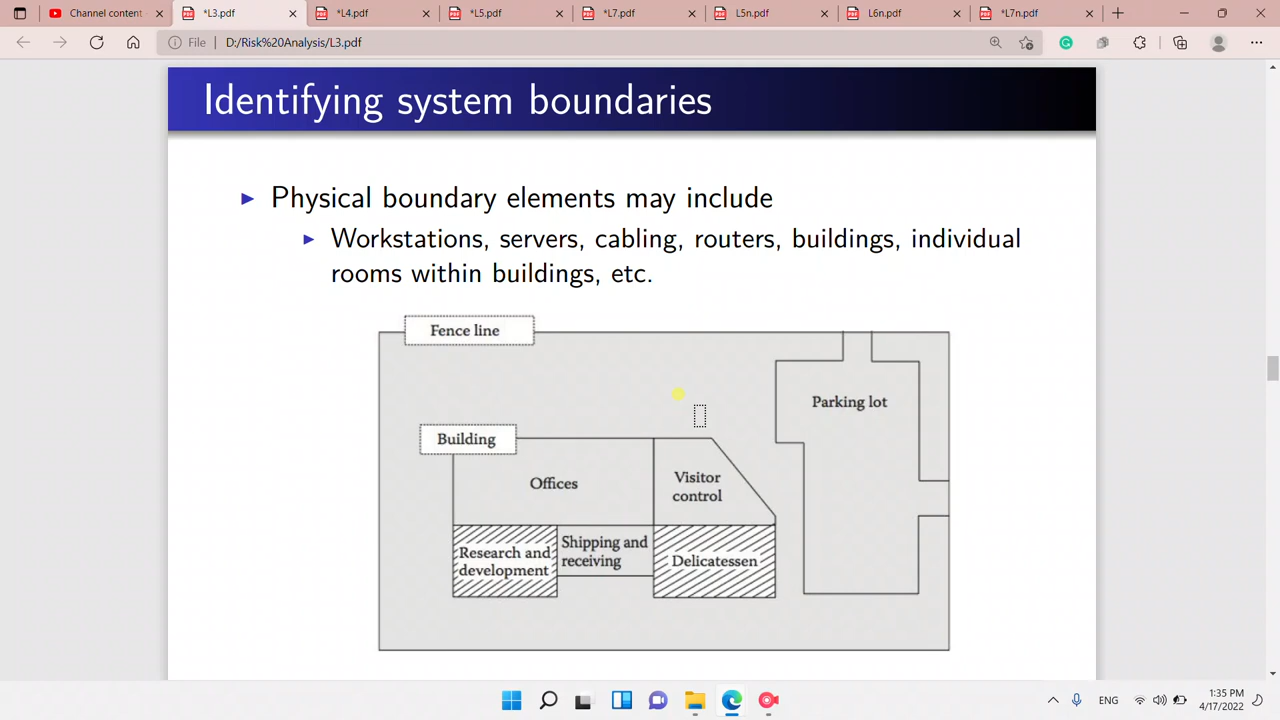 Channel content:
*L3.pdf
*L4.pdf
*L5.pdf
*L7.pdf
L5n.pdf
L6n.pdf
*L7n.pdf
File
D:/Risk%20Analysis/L3.pdf
Identifying system boundaries
Physical boundary elements may include
Workstations, servers, cabling, routers, buildings, individual
rooms within buildings, etc.
Fence line
Parking lot
Building
Offices
Visitor
control
Research and
development
Shipping and
receiving
Delicatessen
ENG
1:35 PM
4/17/2022